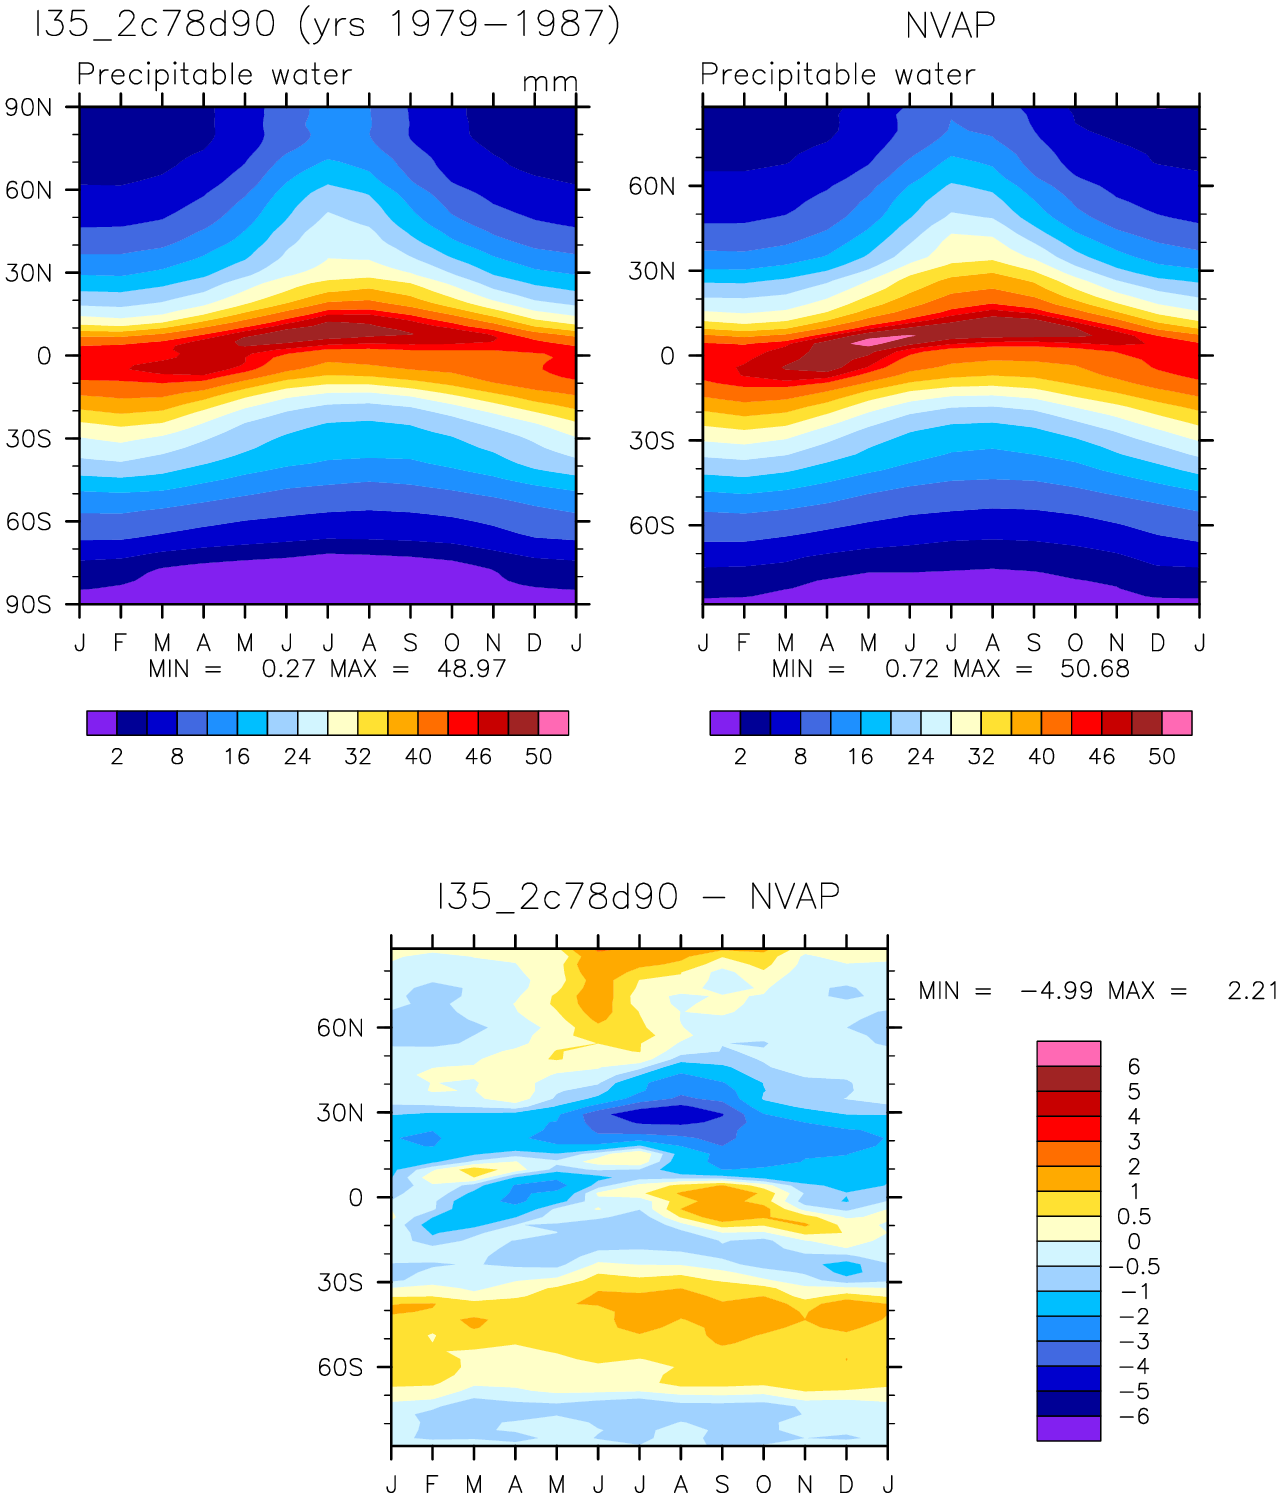 I35_2c78d90 (yrs 1979-1987)
NVAP
Precipitable water mm
Precipitable water
90N
60N
30N
0
30S
60S
90S
J F M A M J J A S O N D J
MIN = 0.27 MAX = 48.97
2 8 16 24 32 40 46 50
60N
30N
0
30S
60S
J F M A M J J A S O N D J
MIN = 0.72 MAX = 50.68
2 8 16 24 32 40 46 50
I35_2c78d90 - NVAP
MIN = -4.99 MAX = 2.21
60N
30N
0
30S
60S
J F M A M J J A S O N D J
6
5
4
3
2
1
0.5
0
-0.5
-1
-2
-3
-4
-5
-6